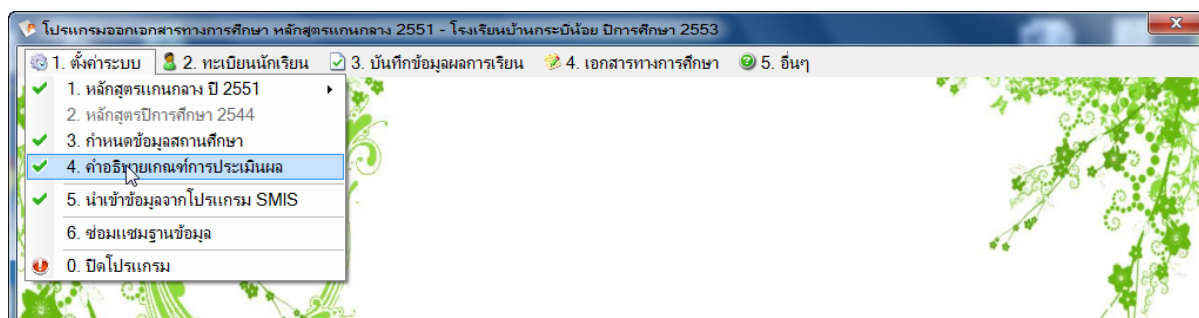 โปรแกรมออกเอกสารทางการศึกษา หลักสูตรแกนกลาง 2551 - โรงเรียนบ้านกระบี่น้อย ปีการศึกษา 2553
1. ตั้งค่าระบบ 2. ทะเบียนนักเรียน 3. บันทึกข้อมูลผลการเรียน 4. เอกสารทางการศึกษา 5. อื่นๆ
1. หลักสูตรแกนกลาง ปี 2551
2. หลักสูตรปีการศึกษา 2544
3. กำหนดข้อมูลสถานศึกษา
4. คำอธิบายเกณฑ์การประเมินผล
5. นำเข้าข้อมูลจากโปรแกรม SMIS
6. ซ่อมแซมฐานข้อมูล
0. ปิดโปรแกรม